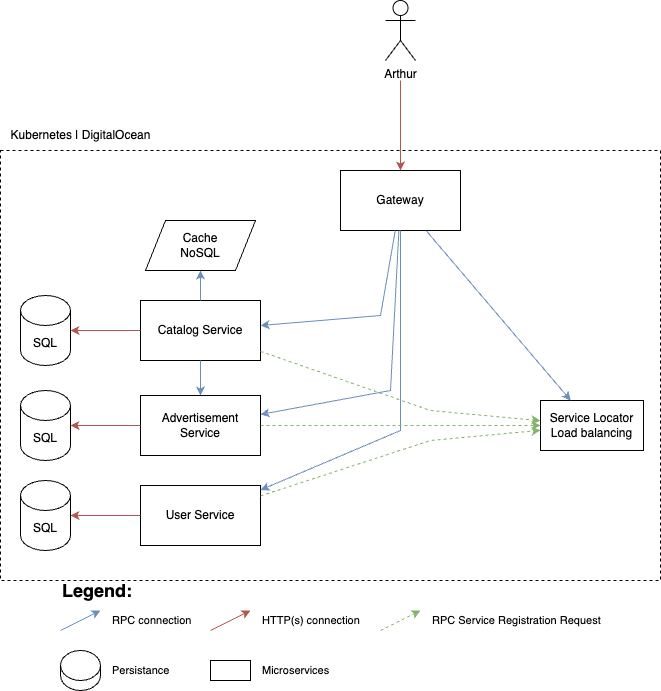 Arthur
Kubernetes | DigitalOcean
Gateway
Cache
NoSQL
SQL
Catalog Service
SQL
Advertisement
Service
Service Locator
Load balancing
SQL
User Service
Legend:
RPC connection
HTTP(s) connection
RPC Service Registration Request
Persistance
Microservices